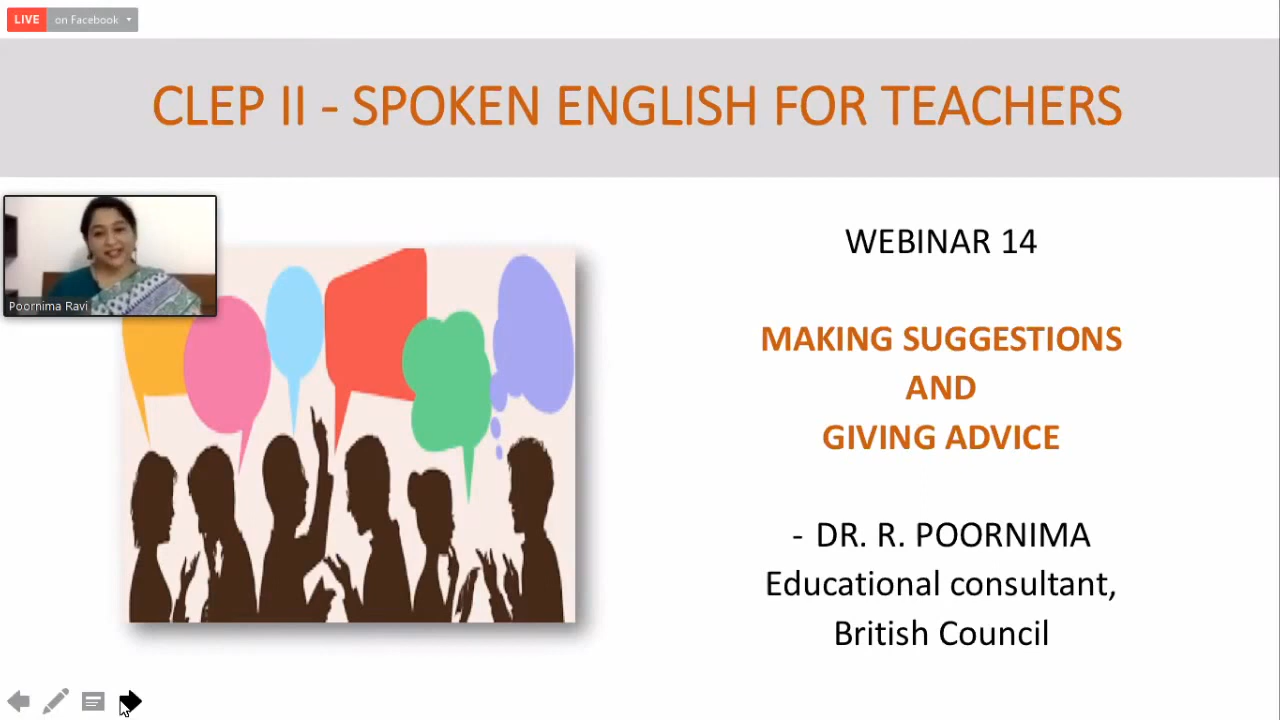 LIVE on Facebook
CLEP II - SPOKEN ENGLISH FOR TEACHERS
Poornima Ravi
WEBINAR 14
MAKING SUGGESTIONS
AND
GIVING ADVICE
- DR. R. POORNIMA
Educational consultant,
British Council